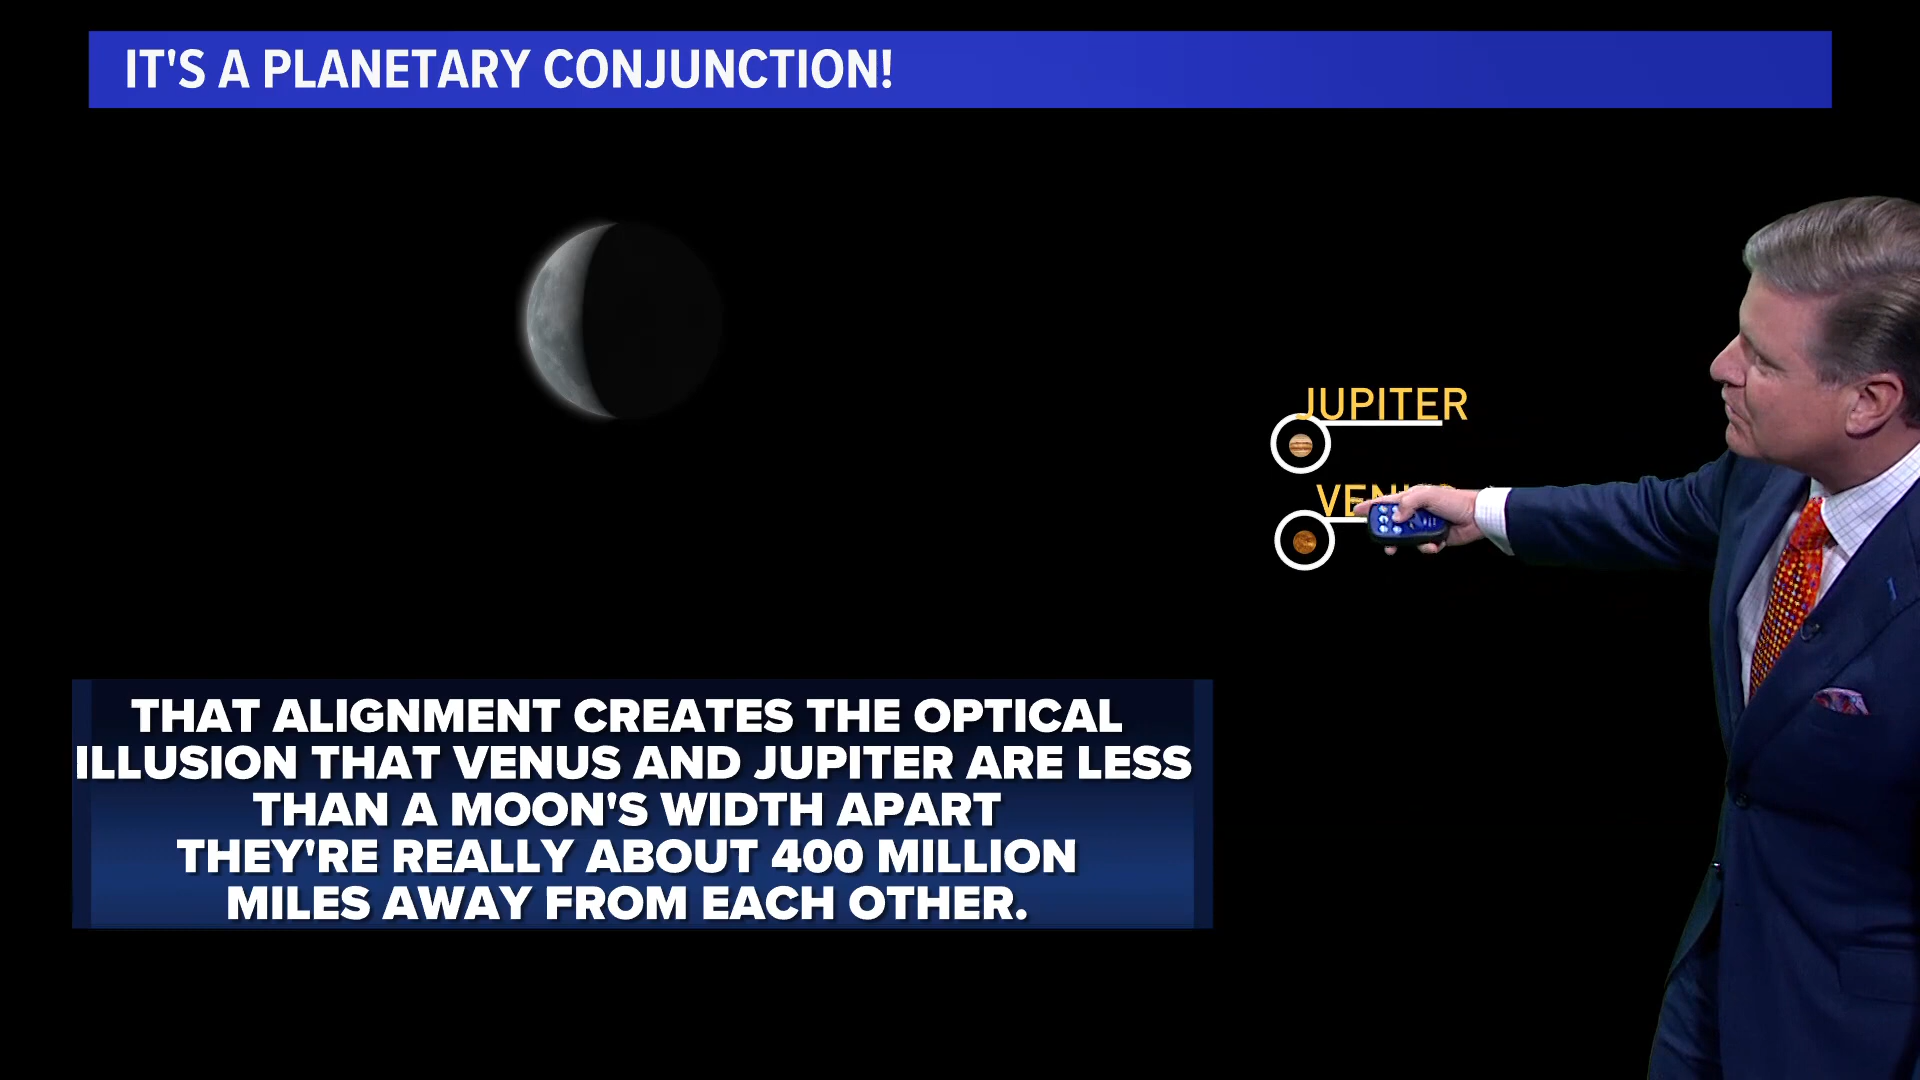 IT'S A PLANETARY CONJUNCTION!
JUPITER
VENUS
THAT ALIGNMENT CREATES THE OPTICAL
ILLUSION THAT VENUS AND JUPITER ARE LESS
THAN A MOON'S WIDTH APART
THEY'RE REALLY ABOUT 400 MILLION
MILES AWAY FROM EACH OTHER.